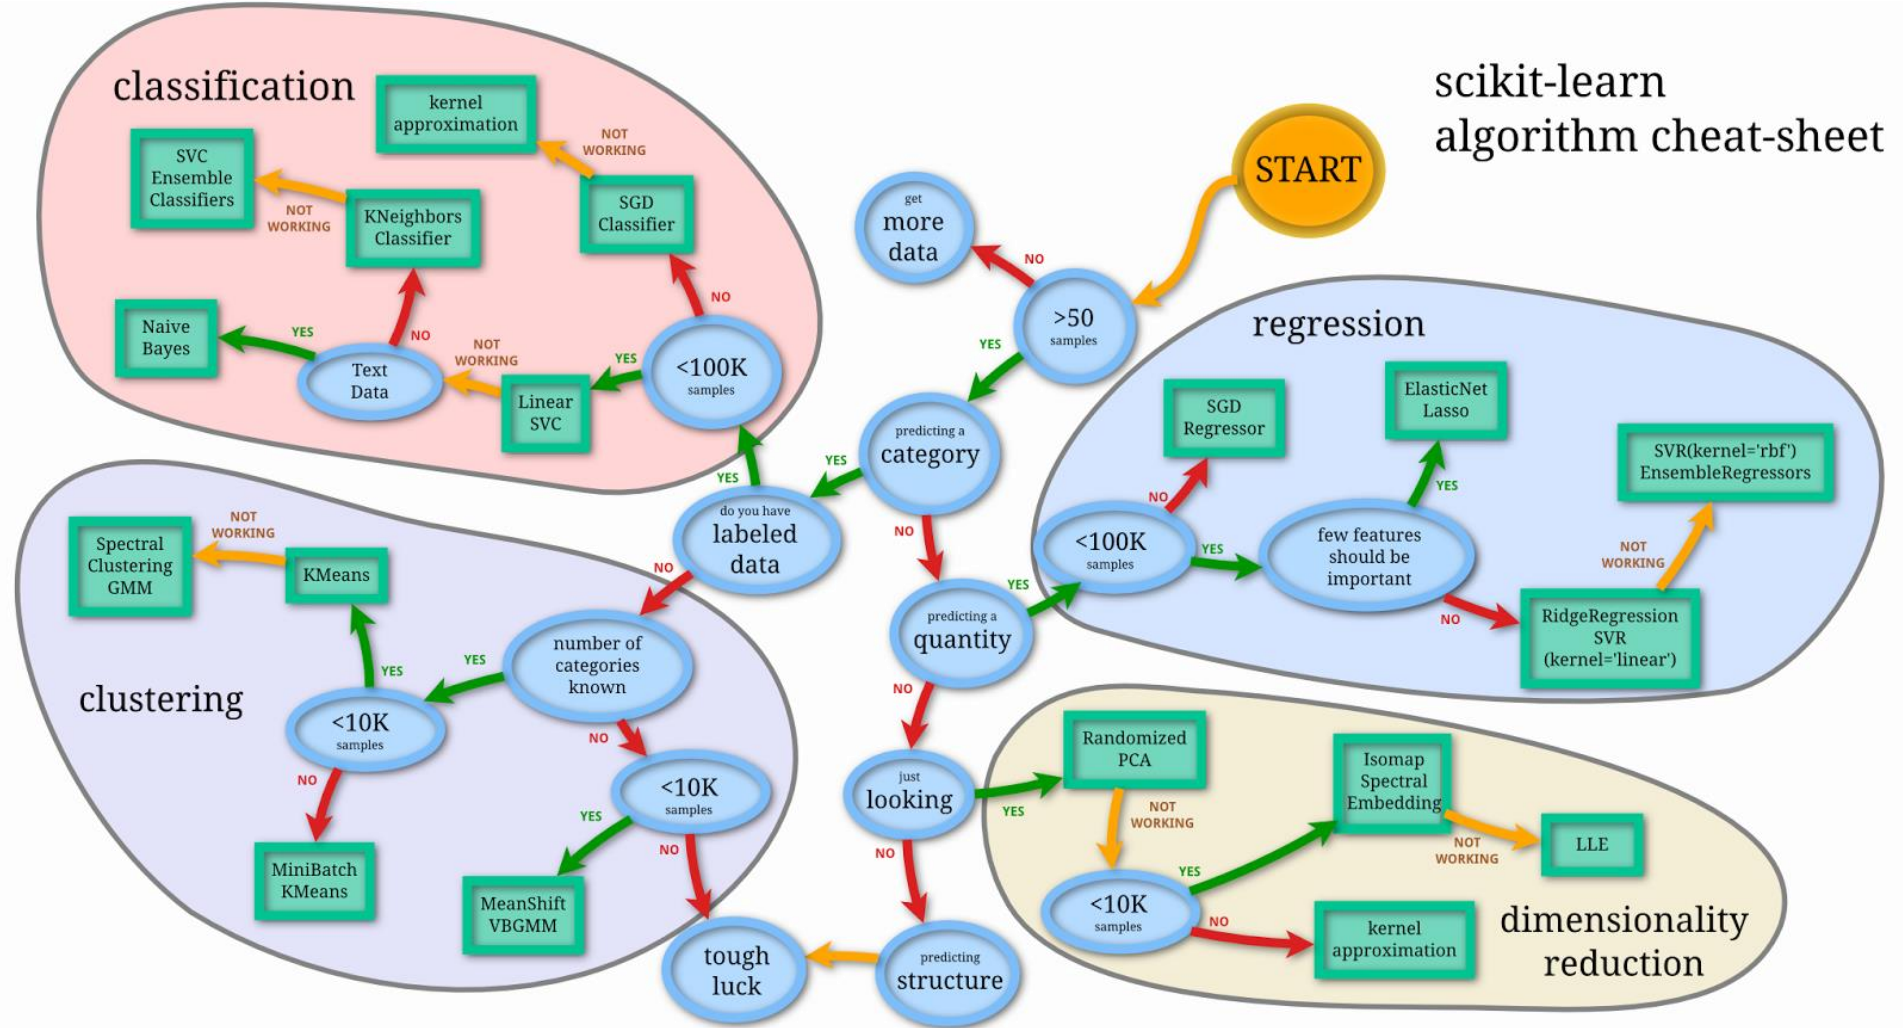 scikit-learn
algorithm cheat-sheet
START
classification
kernel
approximation
NOT
WORKING
SVC
Ensemble
Classifiers
NOT
WORKING
KNeighbors
Classifier
SGD
Classifier
NO
Naive
Bayes
YES
Text
Data
NO
NOT
WORKING
Linear
SVC
YES
<100K
samples
get
more
data
NO
>50
samples
YES
predicting a
category
YES
NO
YES
do you have
labeled
data
NO
regression
SGD
Regressor
NO
ElasticNet
Lasso
YES
SVR(kernel='rbf')
EnsembleRegressors
NOT
WORKING
<100K
samples
YES
few features
should be
important
NO
RidgeRegression
SVR
(kernel='linear')
YES
predicting a
quantity
NO
clustering
Spectral
Clustering
GMM
NOT
WORKING
KMeans
YES
<10K
samples
YES
number of
categories
known
NO
NO
MiniBatch
KMeans
<10K
samples
YES
NO
MeanShift
VBGMM
tough
luck
just
looking
YES
NO
predicting
structure
Randomized
PCA
NOT
WORKING
<10K
samples
YES
NO
Isomap
Spectral
Embedding
NOT
WORKING
LLE
kernel
approximation
dimensionality
reduction